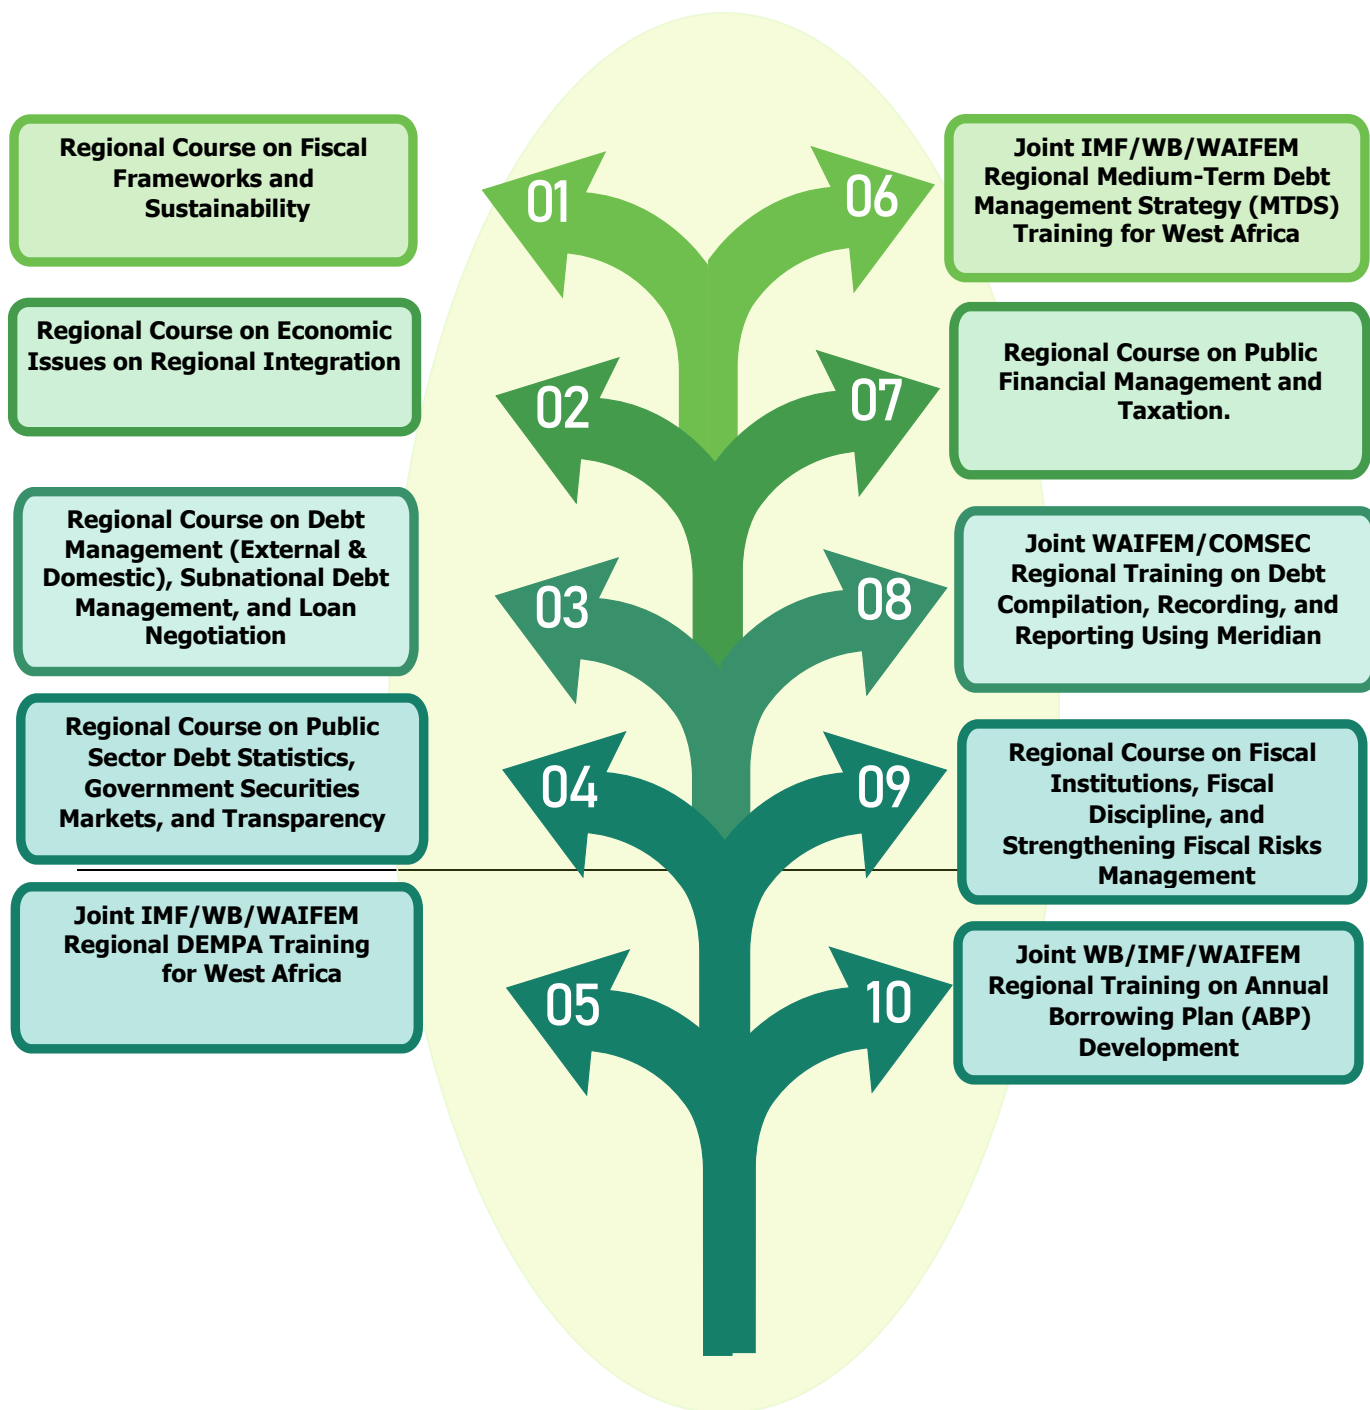 01
Regional Course on Fiscal
Frameworks and
Sustainability
02
Regional Course on Economic
Issues on Regional Integration
03
Regional Course on Debt
Management (External &
Domestic), Subnational Debt
Management, and Loan
Negotiation
04
Regional Course on Public
Sector Debt Statistics,
Government Securities
Markets, and Transparency
05
Joint IMF/WB/WAIFEM
Regional DEMPA Training
for West Africa
06
Joint IMF/WB/WAIFEM
Regional Medium-Term Debt
Management Strategy (MTDS)
Training for West Africa
07
Regional Course on Public
Financial Management and
Taxation.
08
Joint WAIFEM/COMSEC
Regional Training on Debt
Compilation, Recording, and
Reporting Using Meridian
09
Regional Course on Fiscal
Institutions, Fiscal
Discipline, and
Strengthening Fiscal Risks
Management
10
Joint WB/IMF/WAIFEM
Regional Training on Annual
Borrowing Plan (ABP)
Development